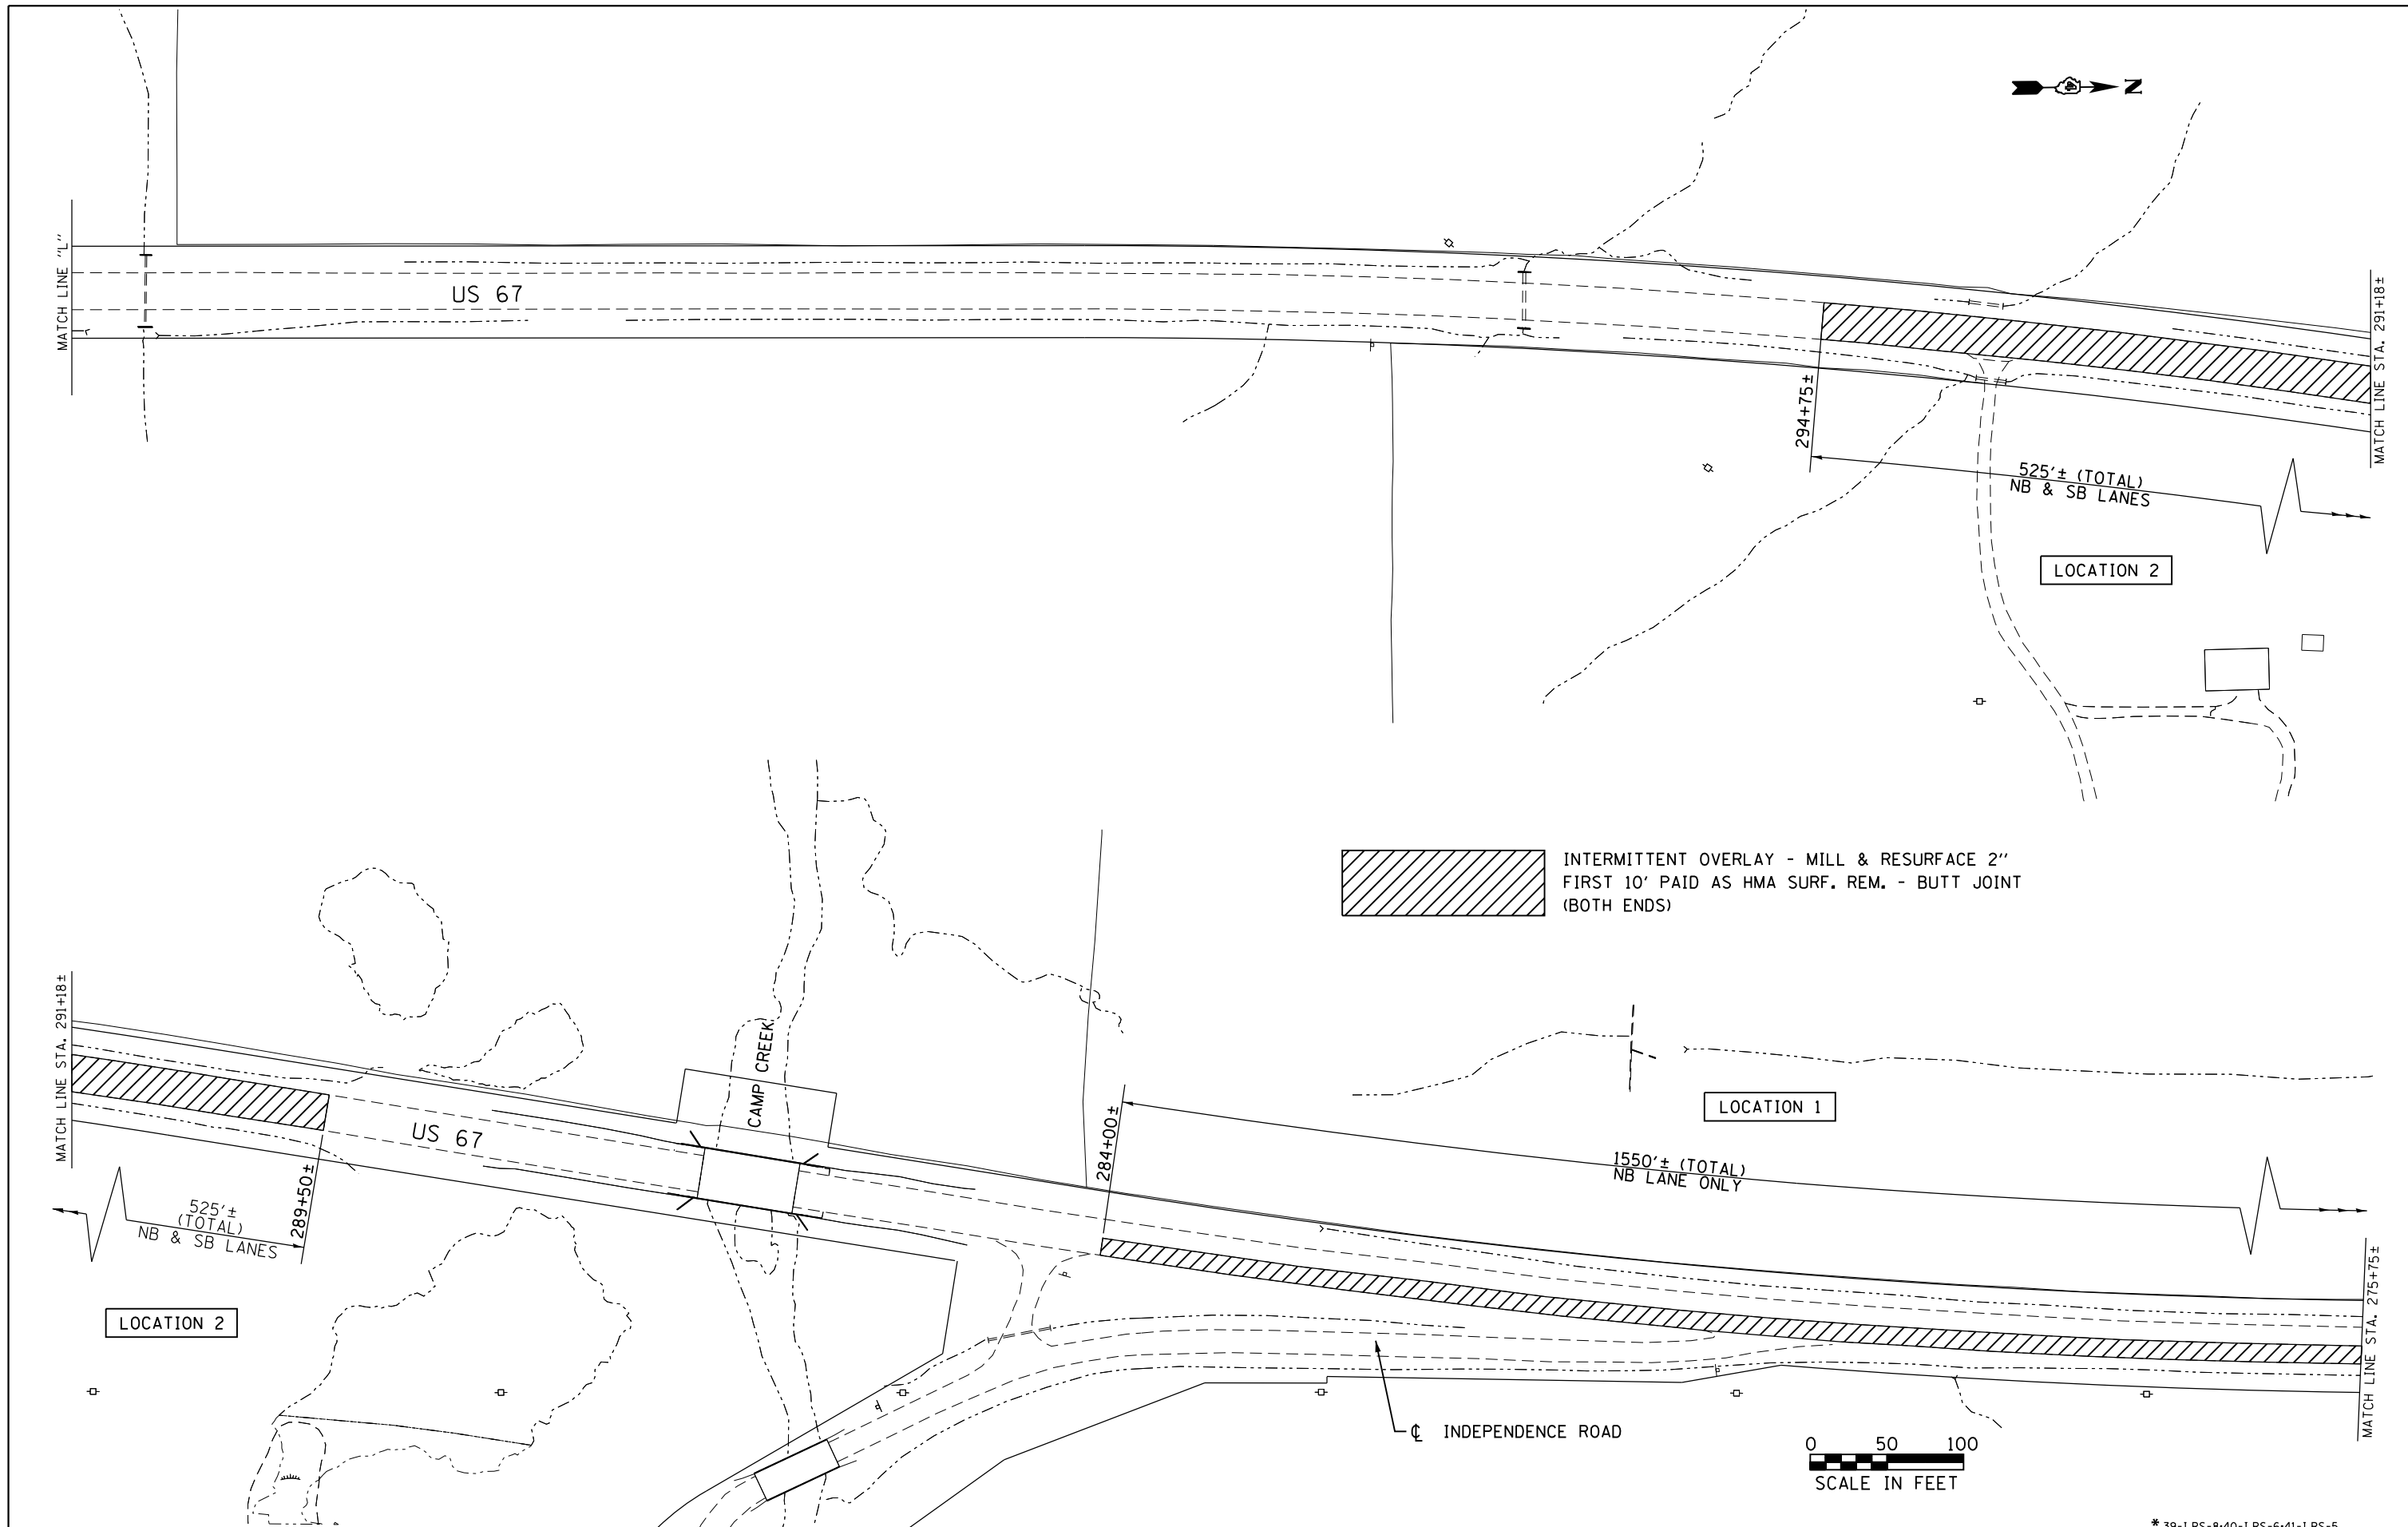 N
MATCH LINE "L"
US 67
MATCH LINE STA. 291+18±
294+75±
525'± (TOTAL)
NB & SB LANES
LOCATION 2
INTERMITTENT OVERLAY - MILL & RESURFACE 2"
FIRST 10' PAID AS HMA SURF. REM. - BUTT JOINT
(BOTH ENDS)
MATCH LINE STA. 291+18±
US 67
CAMP CREEK
289+50±
525'±
(TOTAL)
NB & SB LANES
LOCATION 2
284+00±
LOCATION 1
1550'± (TOTAL)
NB LANE ONLY
MATCH LINE STA. 275+75±
℄ INDEPENDENCE ROAD
0 50 100
SCALE IN FEET